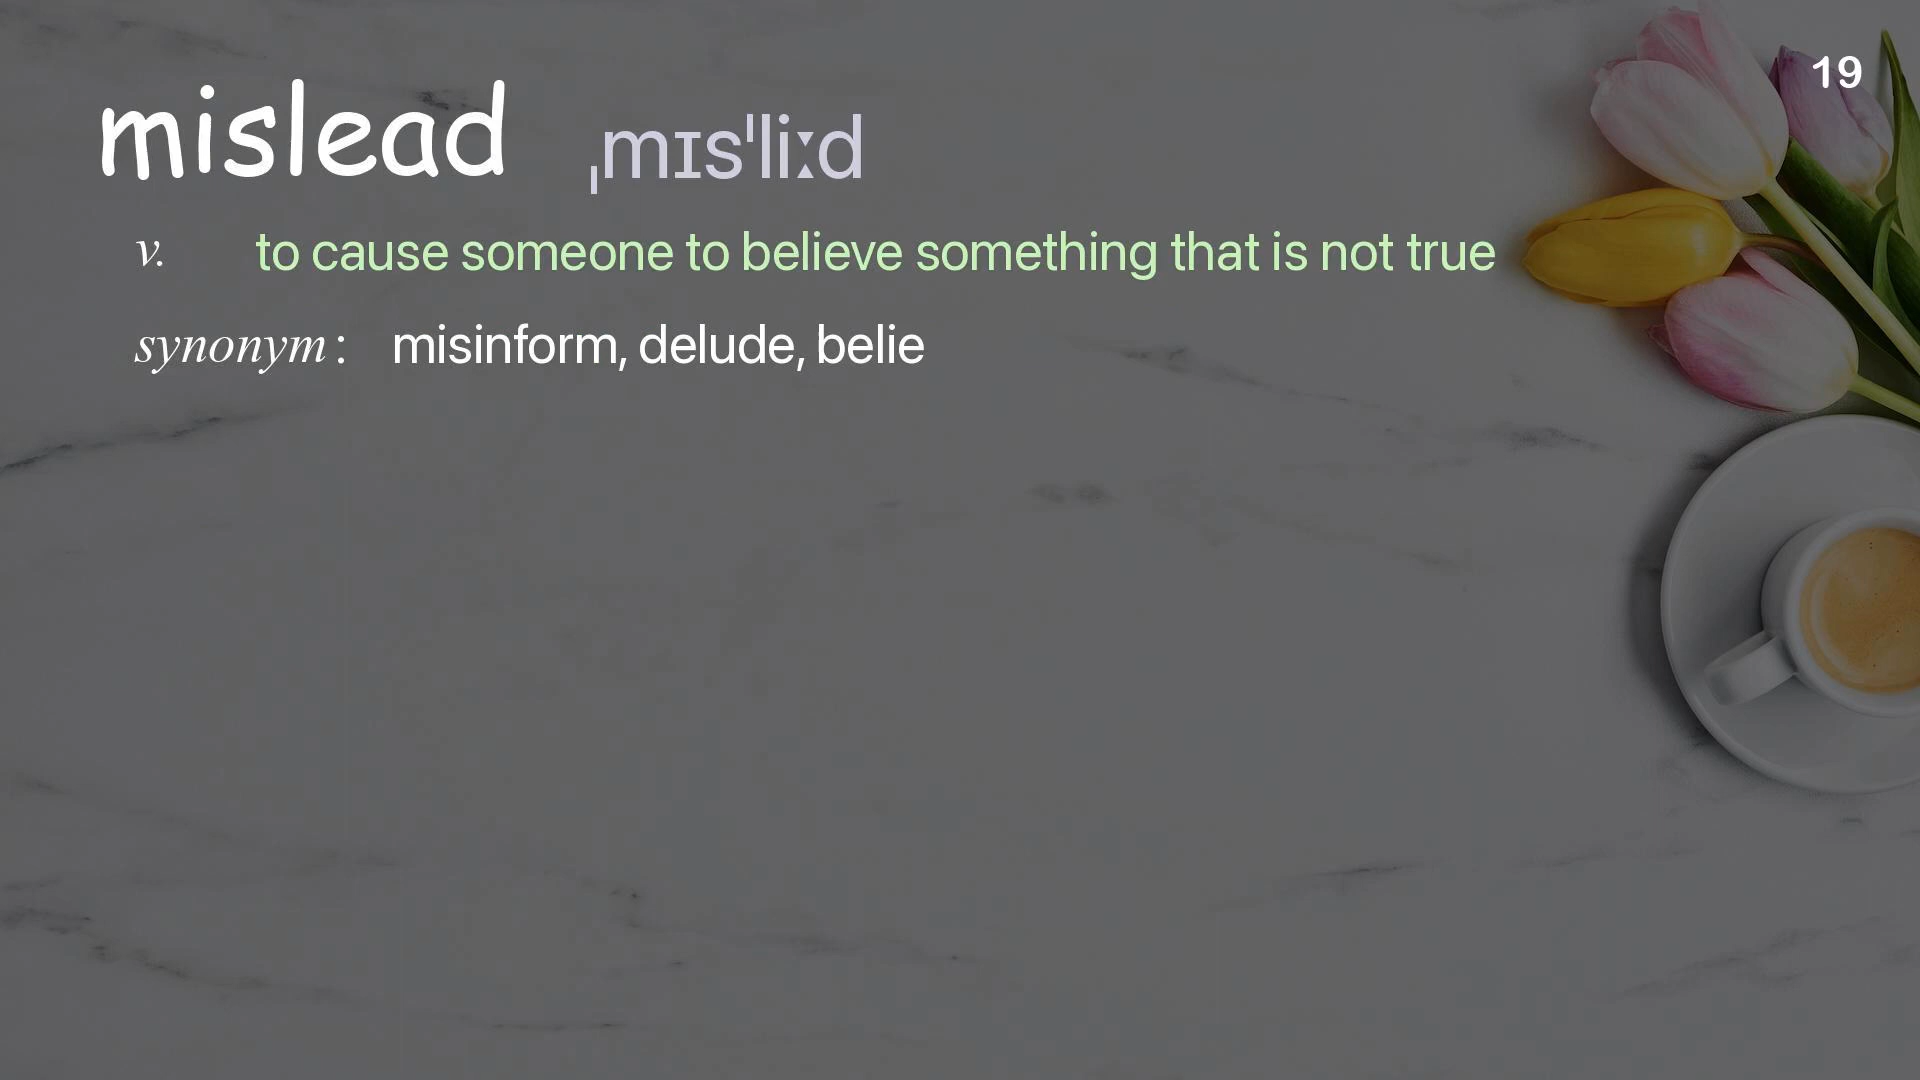 19
mislead ˌmɪsˈliːd
v. to cause someone to believe something that is not true
synonym : misinform, delude, belie